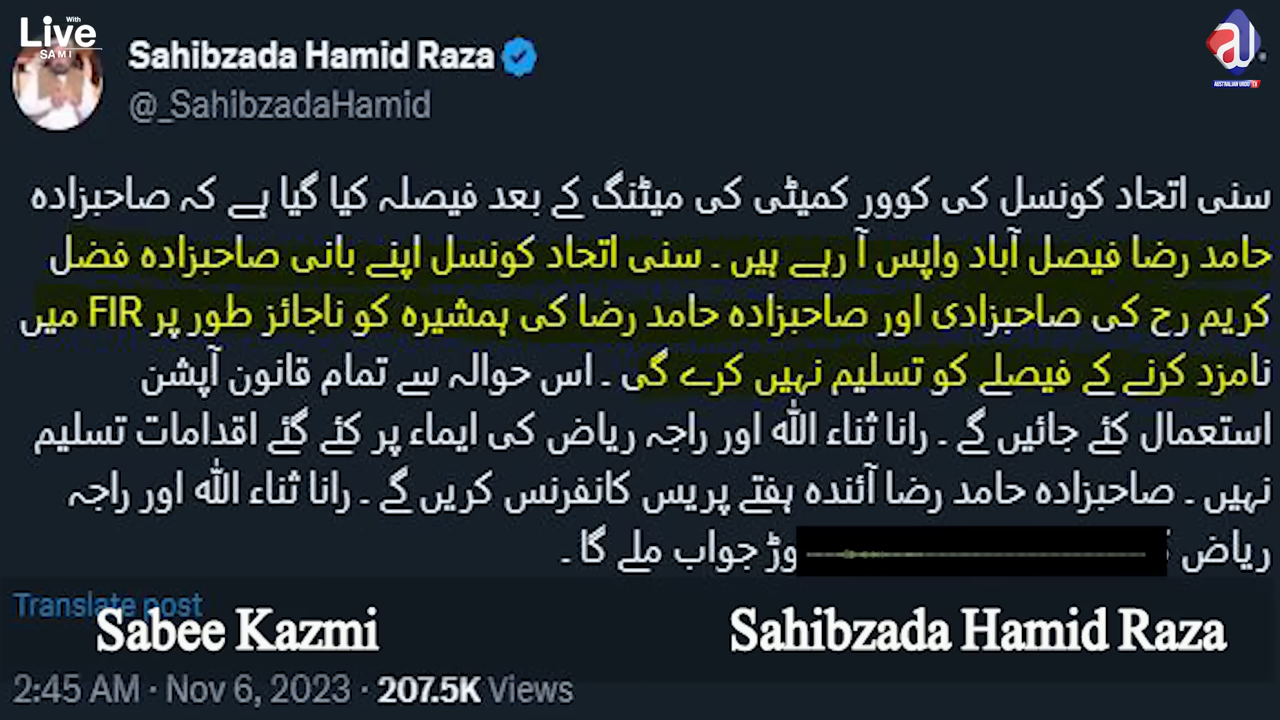 Live
With
SAMI
Sahibzada Hamid Raza
@_SahibzadaHamid
a
AUSTRALIAN URDU
سنی اتحاد کونسل کی کوور کمیٹی کی میٹنگ کے بعد فیصلہ کیا گیا ہے کہ صاحبزادہ
حامد رضا فیصل آباد واپس آ رہے ہیں ۔ سنی اتحاد کونسل اپنے بانی صاحبزادہ فضل
کریم رح کی صاحبزادی اور صاحبزادہ حامد رضا کی ہمشیرہ کو ناجائز طور پر FIR میں
نامزد کرنے کے فیصلے کو تسلیم نہیں کرے گی ۔ اس حوالہ سے تمام قانون آپشن
استعمال کئے جائیں گے ۔ رانا ثناء اللہ اور راجہ ریاض کی ایماء پر کئے گئے اقدامات تسلیم
نہیں ۔ صاحبزادہ حامد رضا آئندہ ہفتے پریس کانفرنس کریں گے ۔ رانا ثناء اللہ اور راجہ
ریاض وڑ جواب ملے گا ۔
Translate post
Sabee Kazmi
Sahibzada Hamid Raza
2:45 AM · Nov 6, 2023 · 207.5K Views